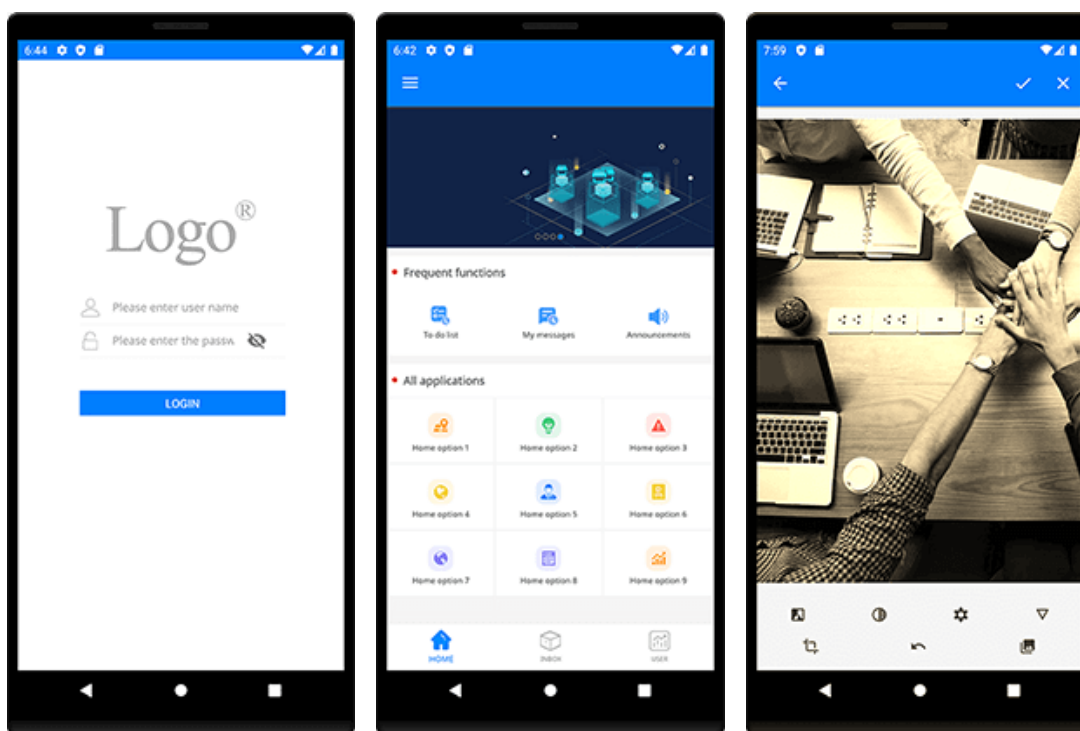 6:44
Logo®
Please enter user name
Please enter the passw
LOGIN
6:42
Frequent functions
To do list
My messages
Announcements
All applications
Home option 1
Home option 2
Home option 3
Home option 4
Home option 5
Home option 6
Home option 7
Home option 8
Home option 9
HOME
INBOX
USER
7:59